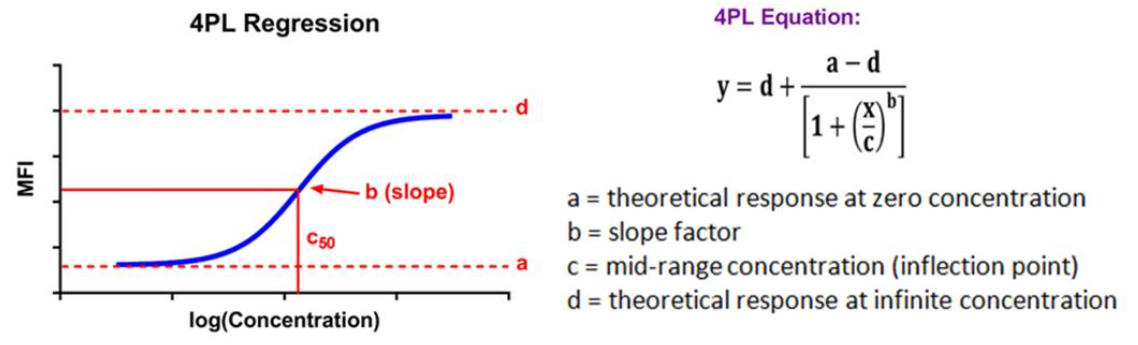 4PL Regression
MFI
d
b (slope)
c50
a
log(Concentration)
4PL Equation:
y = d + a − d
[1 + (x/c)^b]
a = theoretical response at zero concentration
b = slope factor
c = mid-range concentration (inflection point)
d = theoretical response at infinite concentration